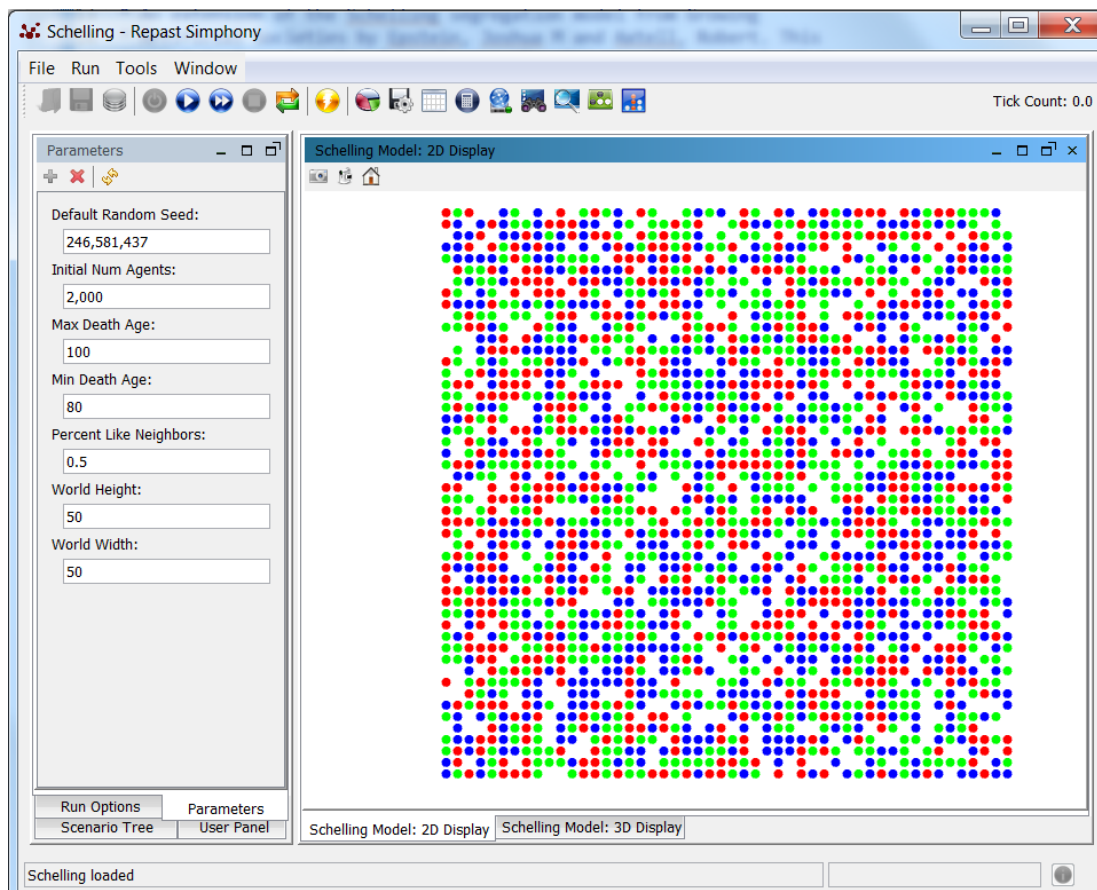 Schelling - Repast Simphony
File Run Tools Window
Tick Count: 0.0
Parameters
Schelling Model: 2D Display
Default Random Seed:
246,581,437
Initial Num Agents:
2,000
Max Death Age:
100
Min Death Age:
80
Percent Like Neighbors:
0.5
World Height:
50
World Width:
50
Run Options
Parameters
Scenario Tree
User Panel
Schelling Model: 2D Display
Schelling Model: 3D Display
Schelling loaded